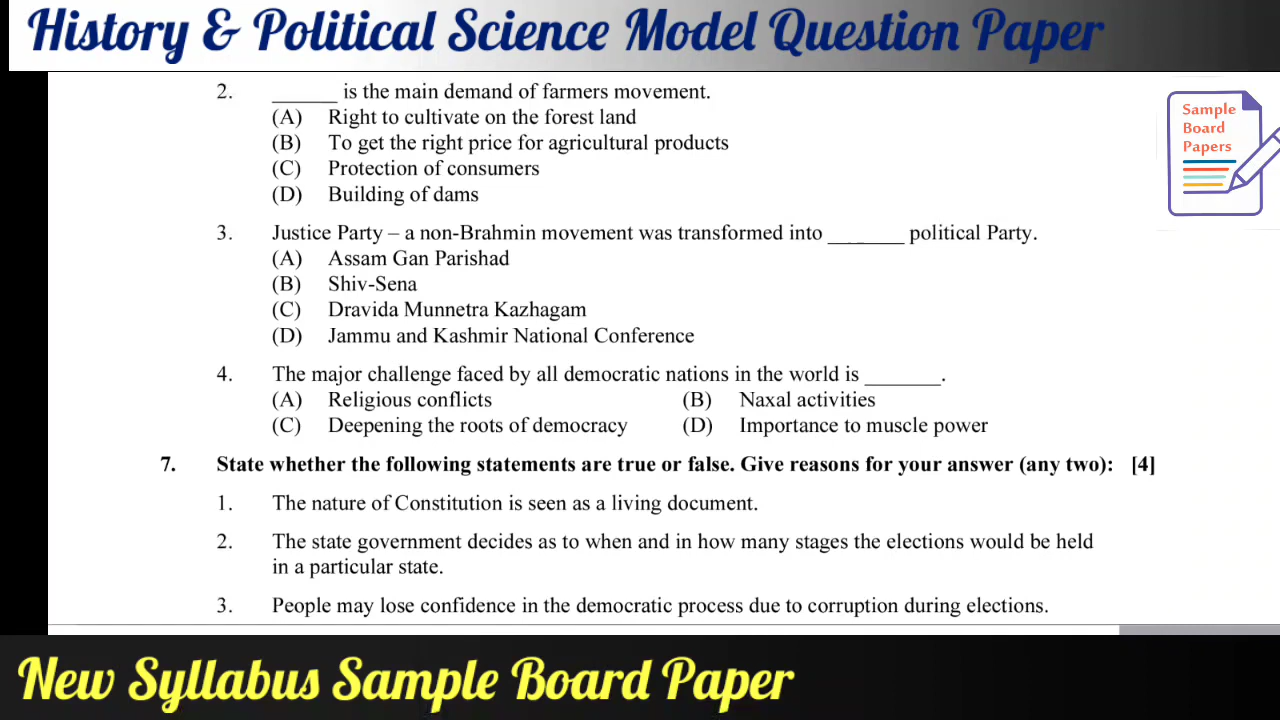 History & Political Science Model Question Paper
Sample
Board
Papers
2. ______ is the main demand of farmers movement.
(A) Right to cultivate on the forest land
(B) To get the right price for agricultural products
(C) Protection of consumers
(D) Building of dams
3. Justice Party – a non-Brahmin movement was transformed into _______ political Party.
(A) Assam Gan Parishad
(B) Shiv-Sena
(C) Dravida Munnetra Kazhagam
(D) Jammu and Kashmir National Conference
4. The major challenge faced by all democratic nations in the world is _______.
(A) Religious conflicts (B) Naxal activities
(C) Deepening the roots of democracy (D) Importance to muscle power
7. State whether the following statements are true or false. Give reasons for your answer (any two): [4]
1. The nature of Constitution is seen as a living document.
2. The state government decides as to when and in how many stages the elections would be held
in a particular state.
3. People may lose confidence in the democratic process due to corruption during elections.
New Syllabus Sample Board Paper